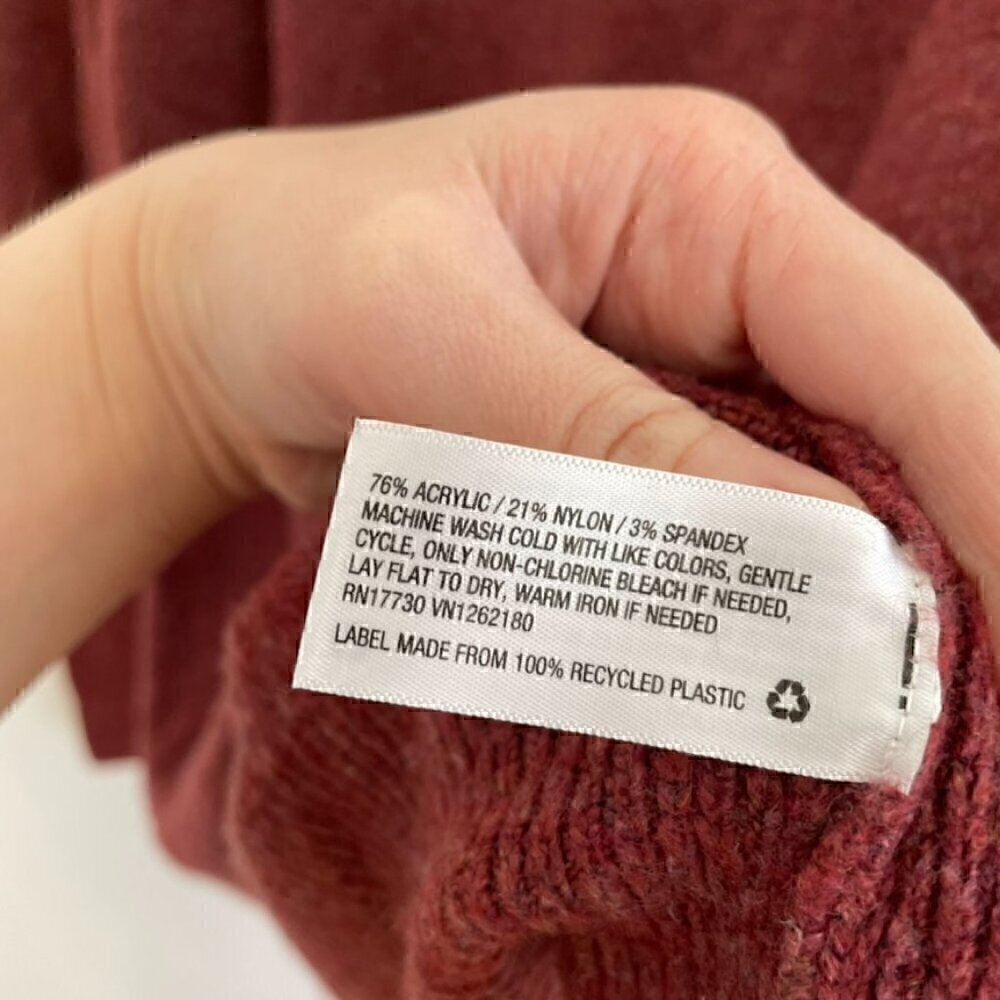 76% ACRYLIC / 21% NYLON / 3% SPANDEX
MACHINE WASH COLD WITH LIKE COLORS, GENTLE
CYCLE, ONLY NON-CHLORINE BLEACH IF NEEDED,
LAY FLAT TO DRY, WARM IRON IF NEEDED
RN17730 VN1262180
LABEL MADE FROM 100% RECYCLED PLASTIC